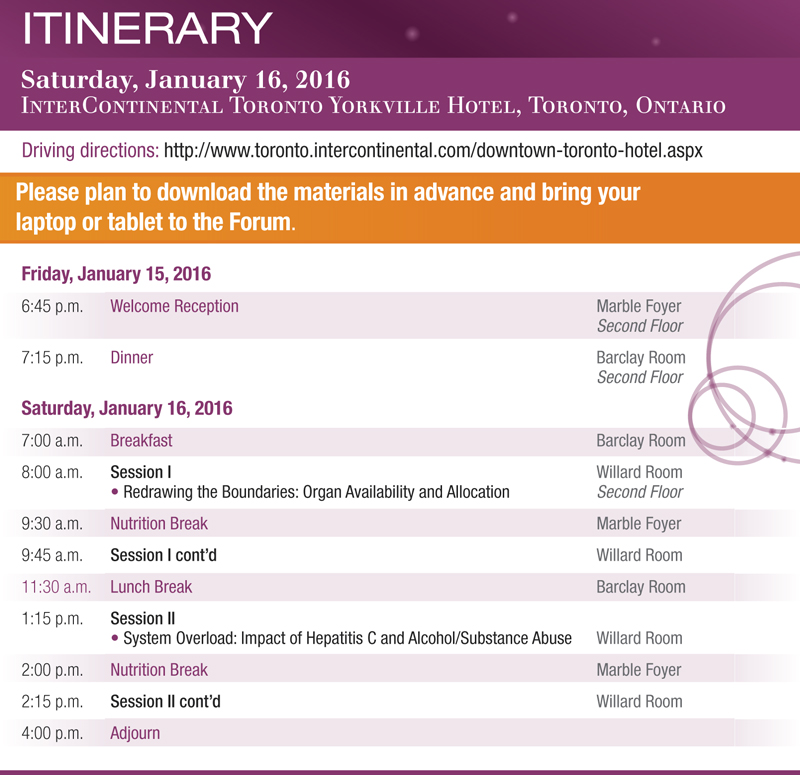 ITINERARY
Saturday, January 16, 2016
InterContinental Toronto Yorkville Hotel, Toronto, Ontario
Driving directions: http://www.toronto.intercontinental.com/downtown-toronto-hotel.aspx
Please plan to download the materials in advance and bring your
laptop or tablet to the Forum.
Friday, January 15, 2016
6:45 p.m. Welcome Reception Marble Foyer
Second Floor
7:15 p.m. Dinner Barclay Room
Second Floor
Saturday, January 16, 2016
7:00 a.m. Breakfast Barclay Room
8:00 a.m. Session I Willard Room
• Redrawing the Boundaries: Organ Availability and Allocation Second Floor
9:30 a.m. Nutrition Break Marble Foyer
9:45 a.m. Session I cont'd Willard Room
11:30 a.m. Lunch Break Barclay Room
1:15 p.m. Session II
• System Overload: Impact of Hepatitis C and Alcohol/Substance Abuse Willard Room
2:00 p.m. Nutrition Break Marble Foyer
2:15 p.m. Session II cont'd Willard Room
4:00 p.m. Adjourn